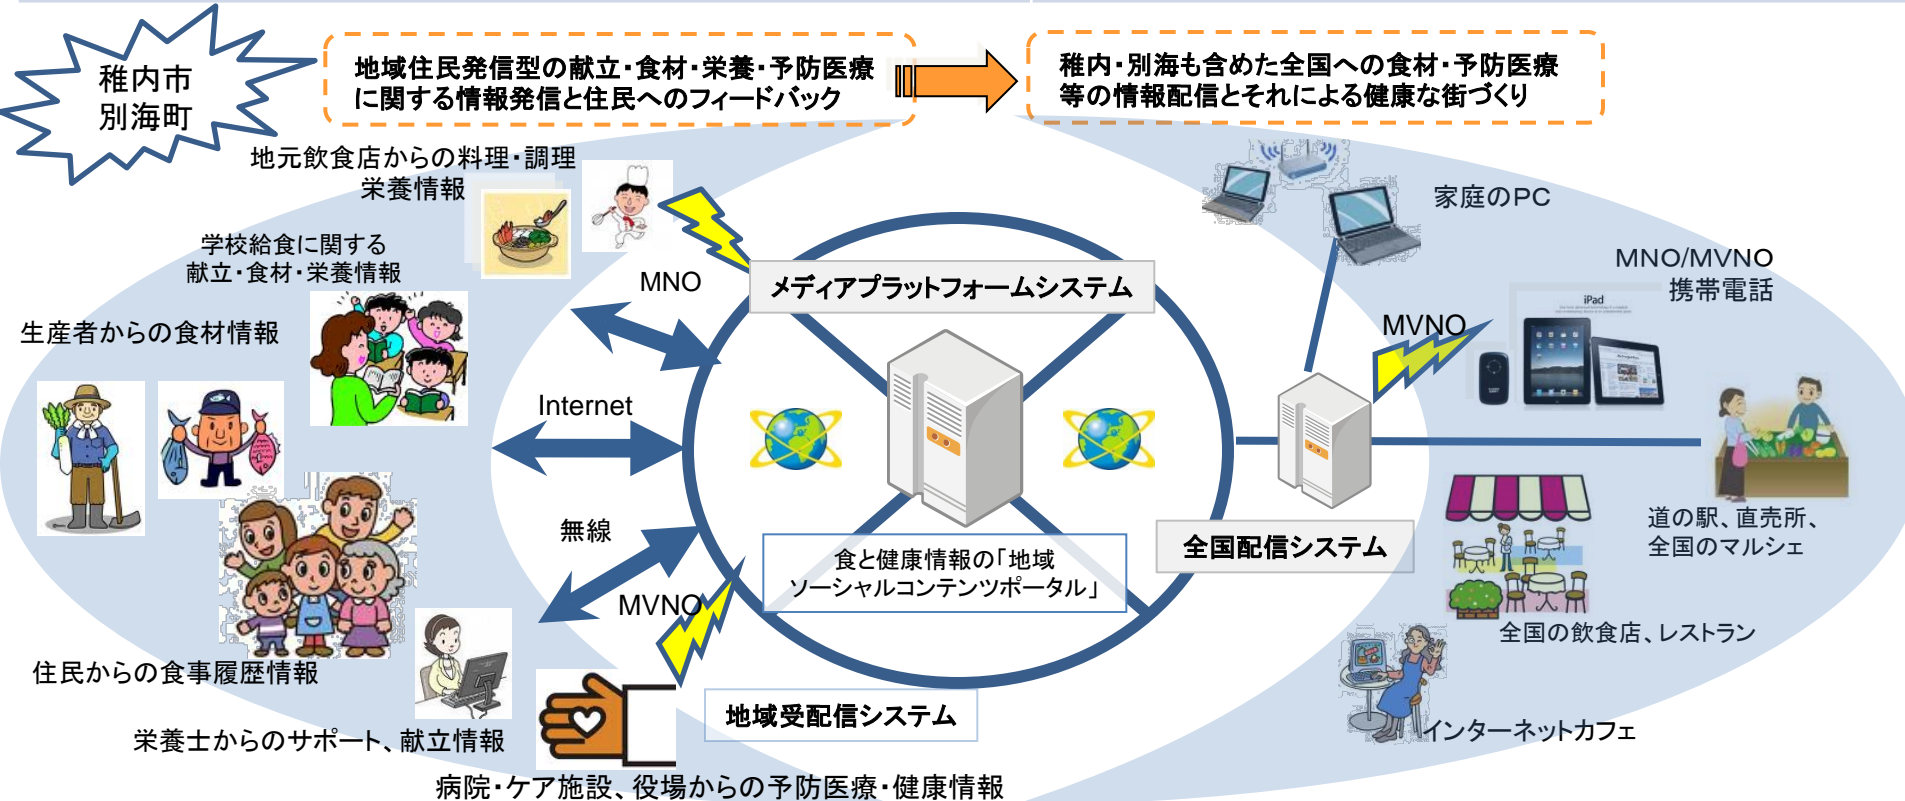 稚内市
別海町
地域住民発信型の献立・食材・栄養・予防医療
に関する情報発信と住民へのフィードバック
稚内・別海も含めた全国への食材・予防医療
等の情報配信とそれによる健康な街づくり
地元飲食店からの料理・調理
栄養情報
学校給食に関する
献立・食材・栄養情報
生産者からの食材情報
住民からの食事履歴情報
栄養士からのサポート、献立情報
病院・ケア施設、役場からの予防医療・健康情報
MNO
Internet
無線
MVNO
メディアプラットフォームシステム
食と健康情報の「地域
ソーシャルコンテンツポータル」
地域受配信システム
全国配信システム
家庭のPC
MNO/MVNO
携帯電話
iPad
MVNO
道の駅、直売所、
全国のマルシェ
全国の飲食店、レストラン
インターネットカフェ